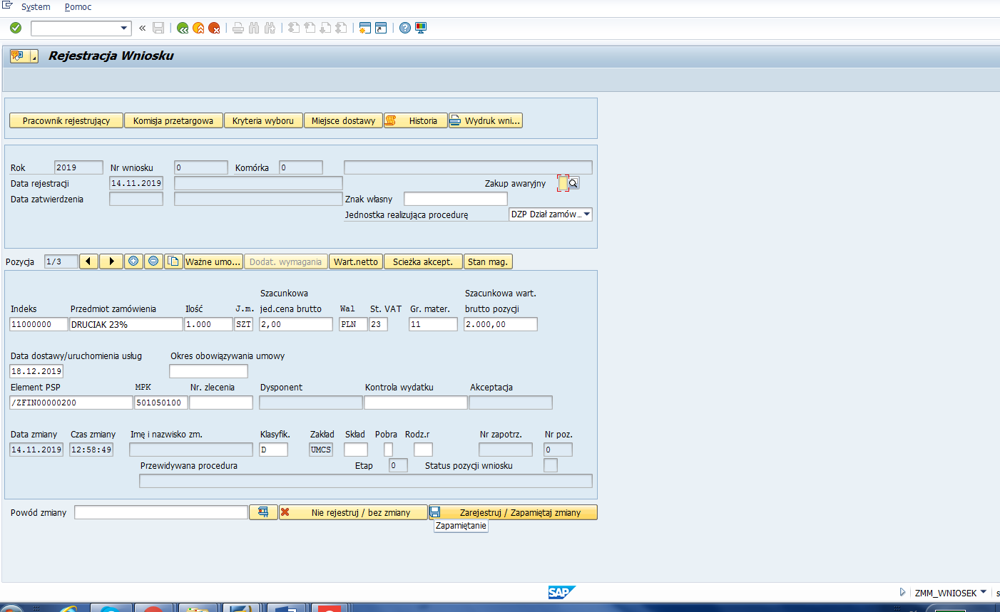 System Pomoc
Rejestracja Wniosku
Pracownik rejestrujący Komisja przetargowa Kryteria wyboru Miejsce dostawy Historia Wydruk wni...
Rok 2019 Nr wniosku 0 Komórka 0
Data rejestracji 14.11.2019 Zakup awaryjny
Data zatwierdzenia Znak własny
Jednostka realizująca procedurę DZP Dział zamów...
Pozycja 1/3 Ważne umo... Dodat. wymagania Wart.netto Scieżka akcept. Stan mag.
Szacunkowa Szacunkowa wart.
Indeks Przedmiot zamówienia Ilość J.m. jed.cena brutto Wal St. VAT Gr. mater. brutto pozycji
11000000 DRUCIAK 23% 1.000 SZT 2,00 PLN 23 11 2.000,00
Data dostawy/uruchomienia usług Okres obowiązywania umowy
18.12.2019
Element PSP MPK Nr. zlecenia Dysponent Kontrola wydatku Akceptacja
/ZFIN00000200 501050100
Data zmiany Czas zmiany Imię i nazwisko zm. Klasyfik. Zakład Skład Pobra Rodz.r Nr zapotrz. Nr poz.
14.11.2019 12:58:49 D UMCS 0
Przewidywana procedura Etap 0 Status pozycji wniosku
Powód zmiany Nie rejestruj / bez zmiany Zarejestruj / Zapamiętaj zmiany
Zapamiętanie
SAP ZMM_WNIOSEK s